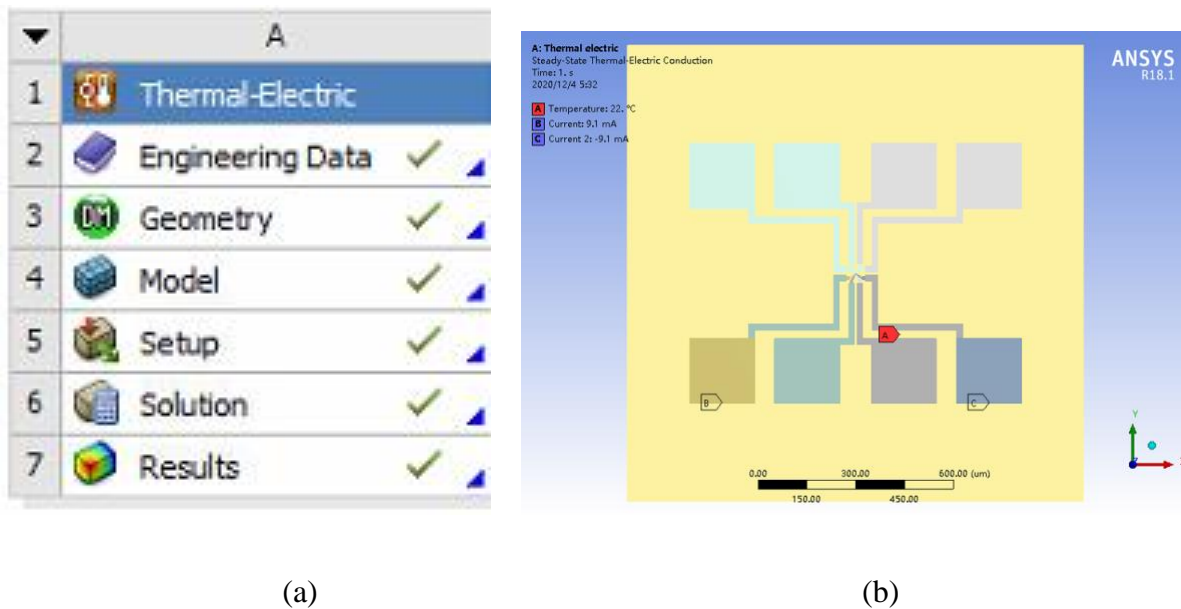 A
1 Thermal-Electric
2 Engineering Data
3 DM Geometry
4 Model
5 Setup
6 Solution
7 Results
A: Thermal electric
Steady-State Thermal-Electric Conduction
Time: 1. s
2020/12/4 5:32
A Temperature: 22. °C
B Current: 9.1 mA
C Current 2: -9.1 mA
ANSYS
R18.1
A
B
C
0.00 300.00 600.00 (um)
150.00 450.00
Y
(a) (b)